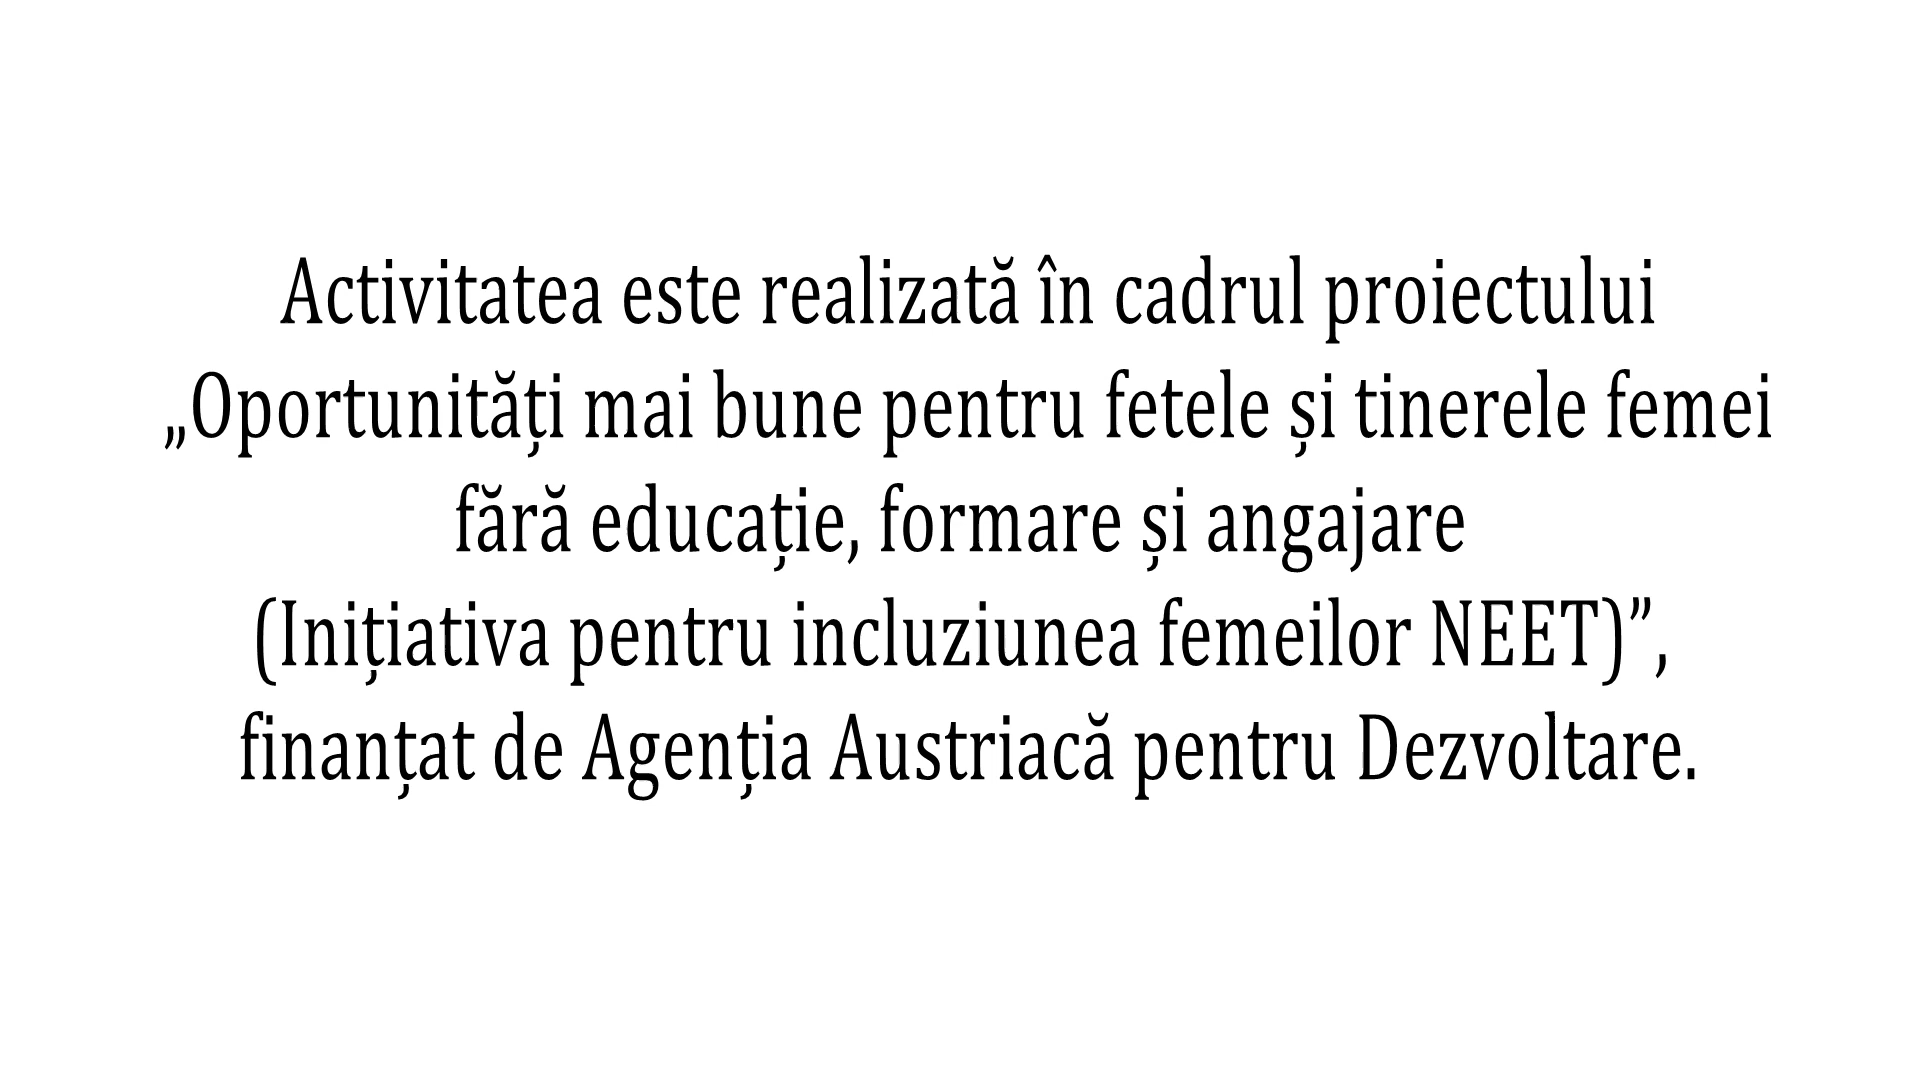 Activitatea este realizată în cadrul proiectului
„Oportunități mai bune pentru fetele și tinerele femei
fără educație, formare și angajare
(Inițiativa pentru incluziunea femeilor NEET)”,
finanțat de Agenția Austriacă pentru Dezvoltare.